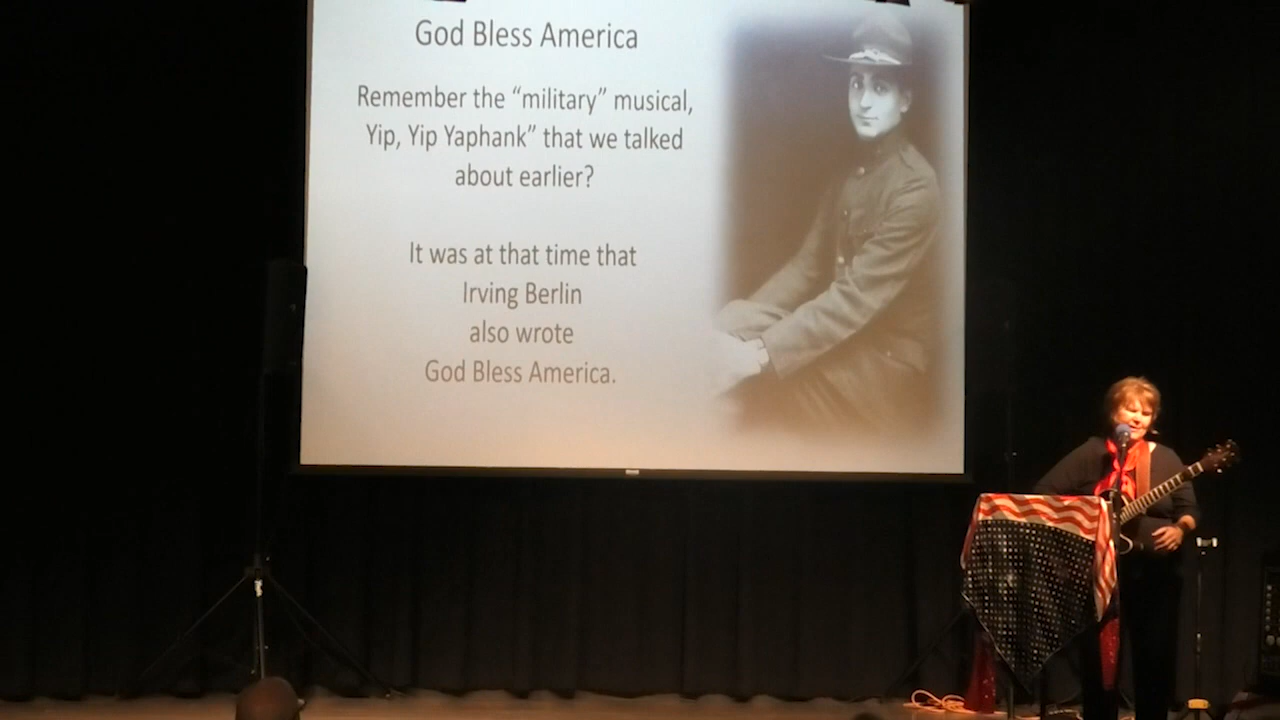 God Bless America
Remember the “military” musical,
Yip, Yip Yaphank” that we talked
about earlier?
It was at that time that
Irving Berlin
also wrote
God Bless America.